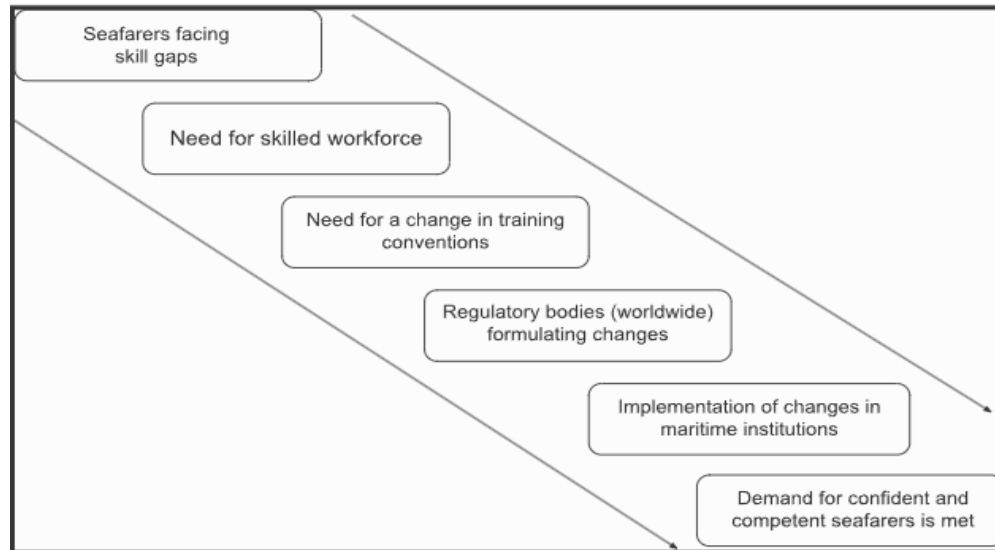 Seafarers facing
skill gaps
Need for skilled workforce
Need for a change in training
conventions
Regulatory bodies (worldwide)
formulating changes
Implementation of changes in
maritime institutions
Demand for confident and
competent seafarers is met